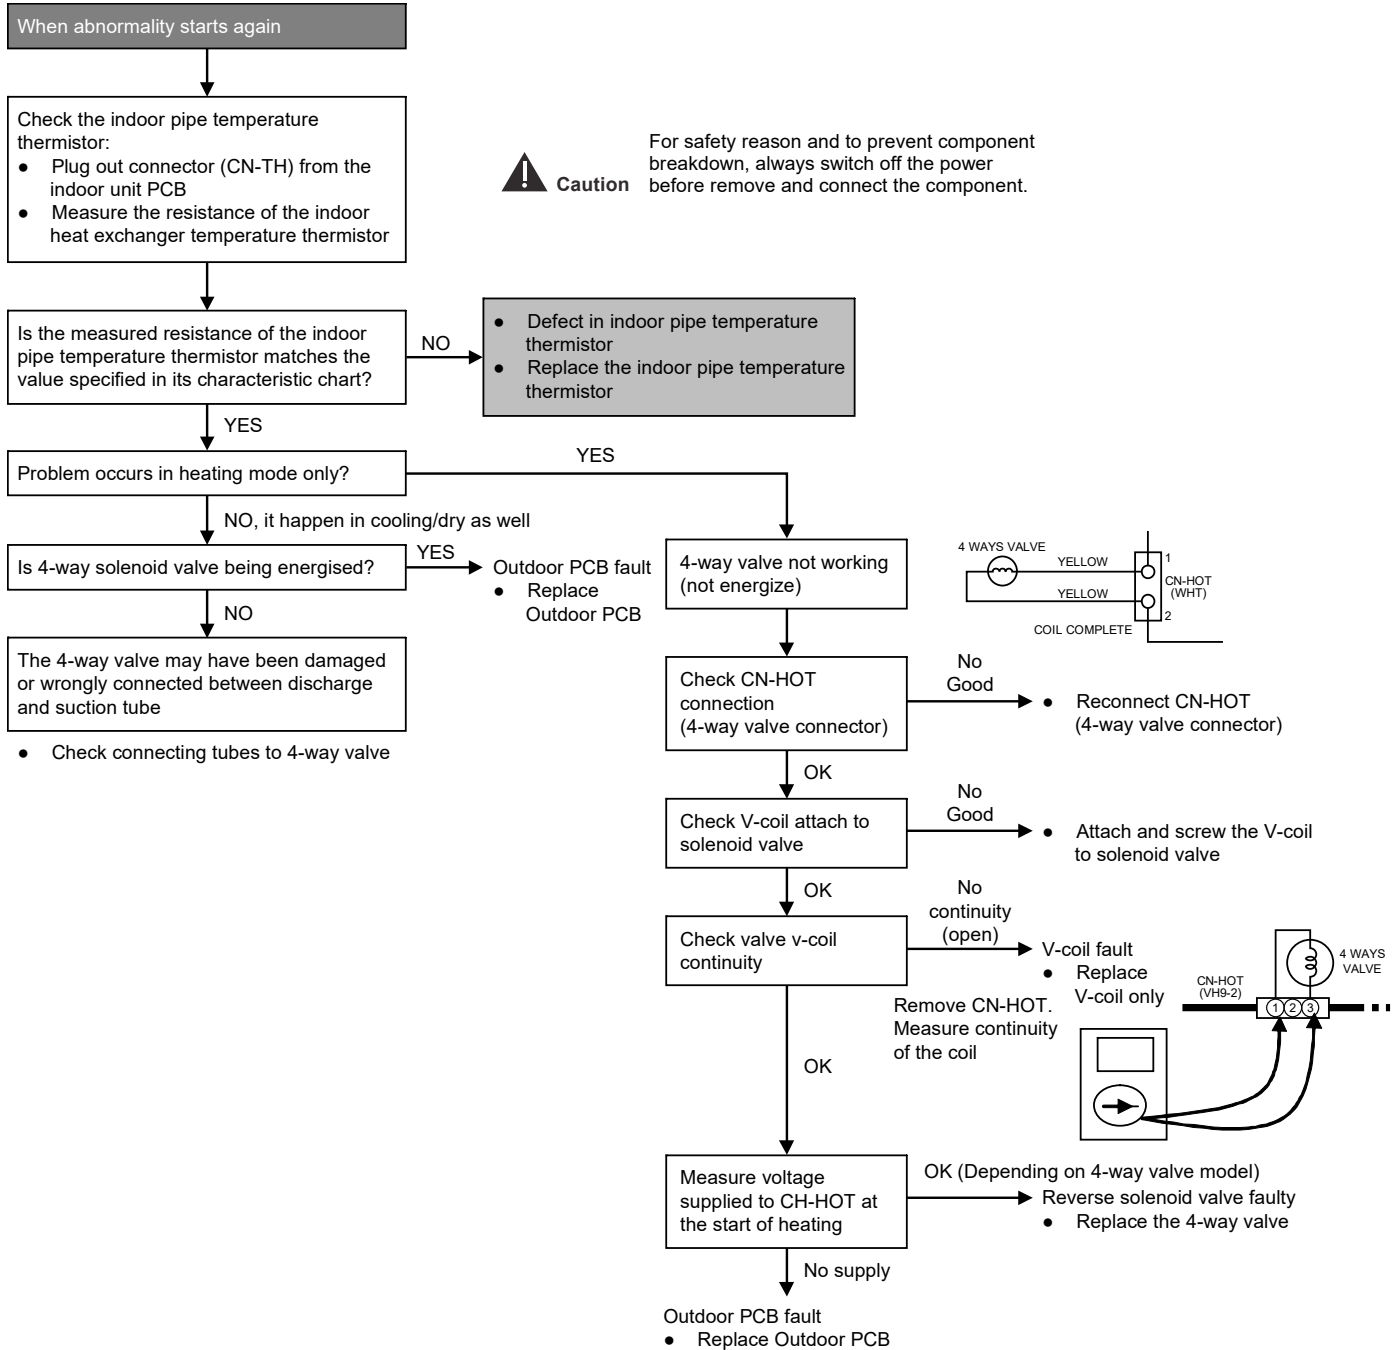 When abnormality starts again
Check the indoor pipe temperature
thermistor:
● Plug out connector (CN-TH) from the
indoor unit PCB
● Measure the resistance of the indoor
heat exchanger temperature thermistor
Caution
For safety reason and to prevent component
breakdown, always switch off the power
before remove and connect the component.
Is the measured resistance of the indoor
pipe temperature thermistor matches the
value specified in its characteristic chart?
NO
● Defect in indoor pipe temperature
thermistor
● Replace the indoor pipe temperature
thermistor
YES
Problem occurs in heating mode only?
YES
NO, it happen in cooling/dry as well
Is 4-way solenoid valve being energised?
YES
Outdoor PCB fault
● Replace
Outdoor PCB
NO
The 4-way valve may have been damaged
or wrongly connected between discharge
and suction tube
● Check connecting tubes to 4-way valve
4-way valve not working
(not energize)
4 WAYS VALVE
YELLOW
YELLOW
1
CN-HOT
(WHT)
2
COIL COMPLETE
Check CN-HOT
connection
(4-way valve connector)
No
Good
● Reconnect CN-HOT
(4-way valve connector)
OK
Check V-coil attach to
solenoid valve
No
Good
● Attach and screw the V-coil
to solenoid valve
OK
Check valve v-coil
continuity
No
continuity
(open)
V-coil fault
● Replace
V-coil only
Remove CN-HOT.
Measure continuity
of the coil
4 WAYS
VALVE
CN-HOT
(VH9-2)
1 2 3
OK
Measure voltage
supplied to CH-HOT at
the start of heating
OK (Depending on 4-way valve model)
Reverse solenoid valve faulty
● Replace the 4-way valve
No supply
Outdoor PCB fault
● Replace Outdoor PCB